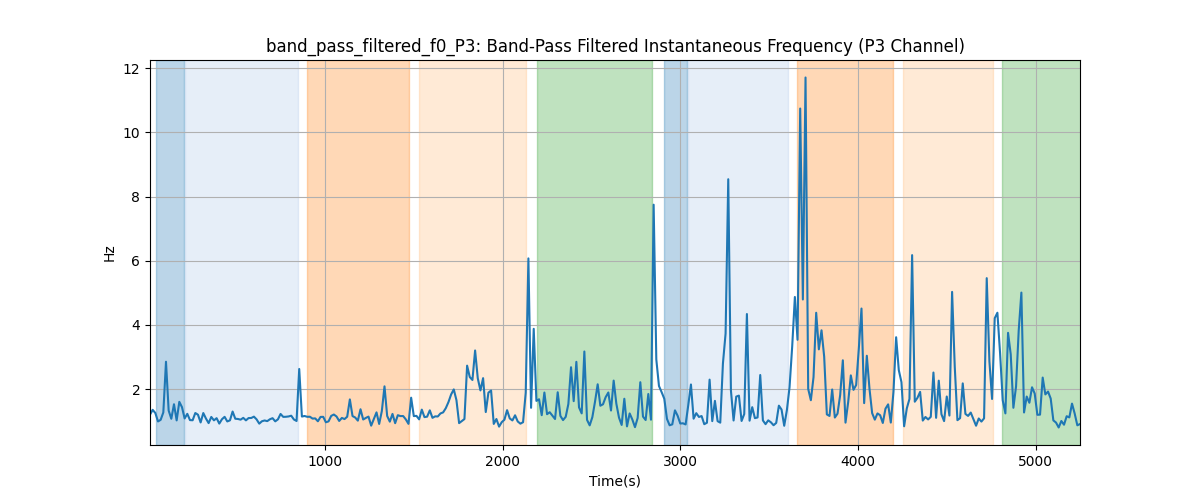 band_pass_filtered_f0_P3: Band-Pass Filtered Instantaneous Frequency (P3 Channel)
12
10
8
6
4
2
Hz
1000 2000 3000 4000 5000
Time(s)